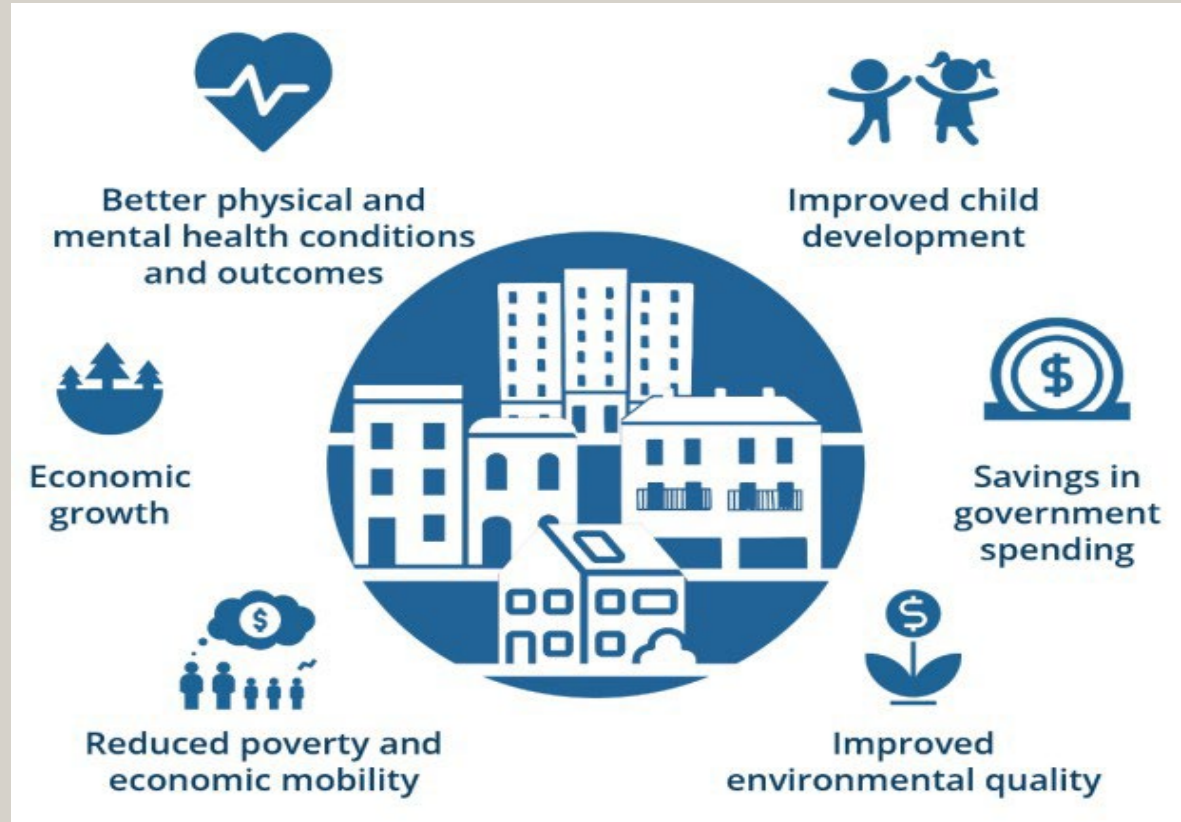 Better physical and
mental health conditions
and outcomes
Improved child
development
Economic
growth
$
Savings in
government
spending
$
Reduced poverty and
economic mobility
$
Improved
environmental quality